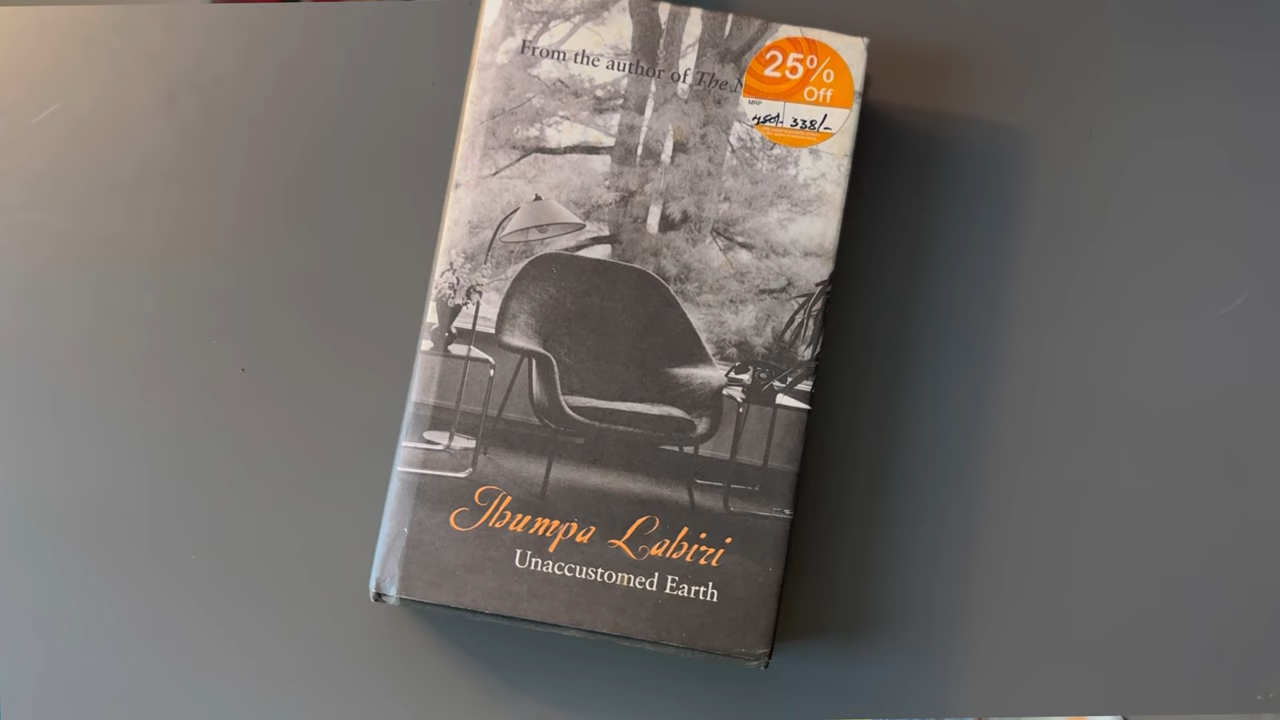 From the author of The N
25%
Off
MRP
450/- 338/-
Jhumpa Lahiri
Unaccustomed Earth